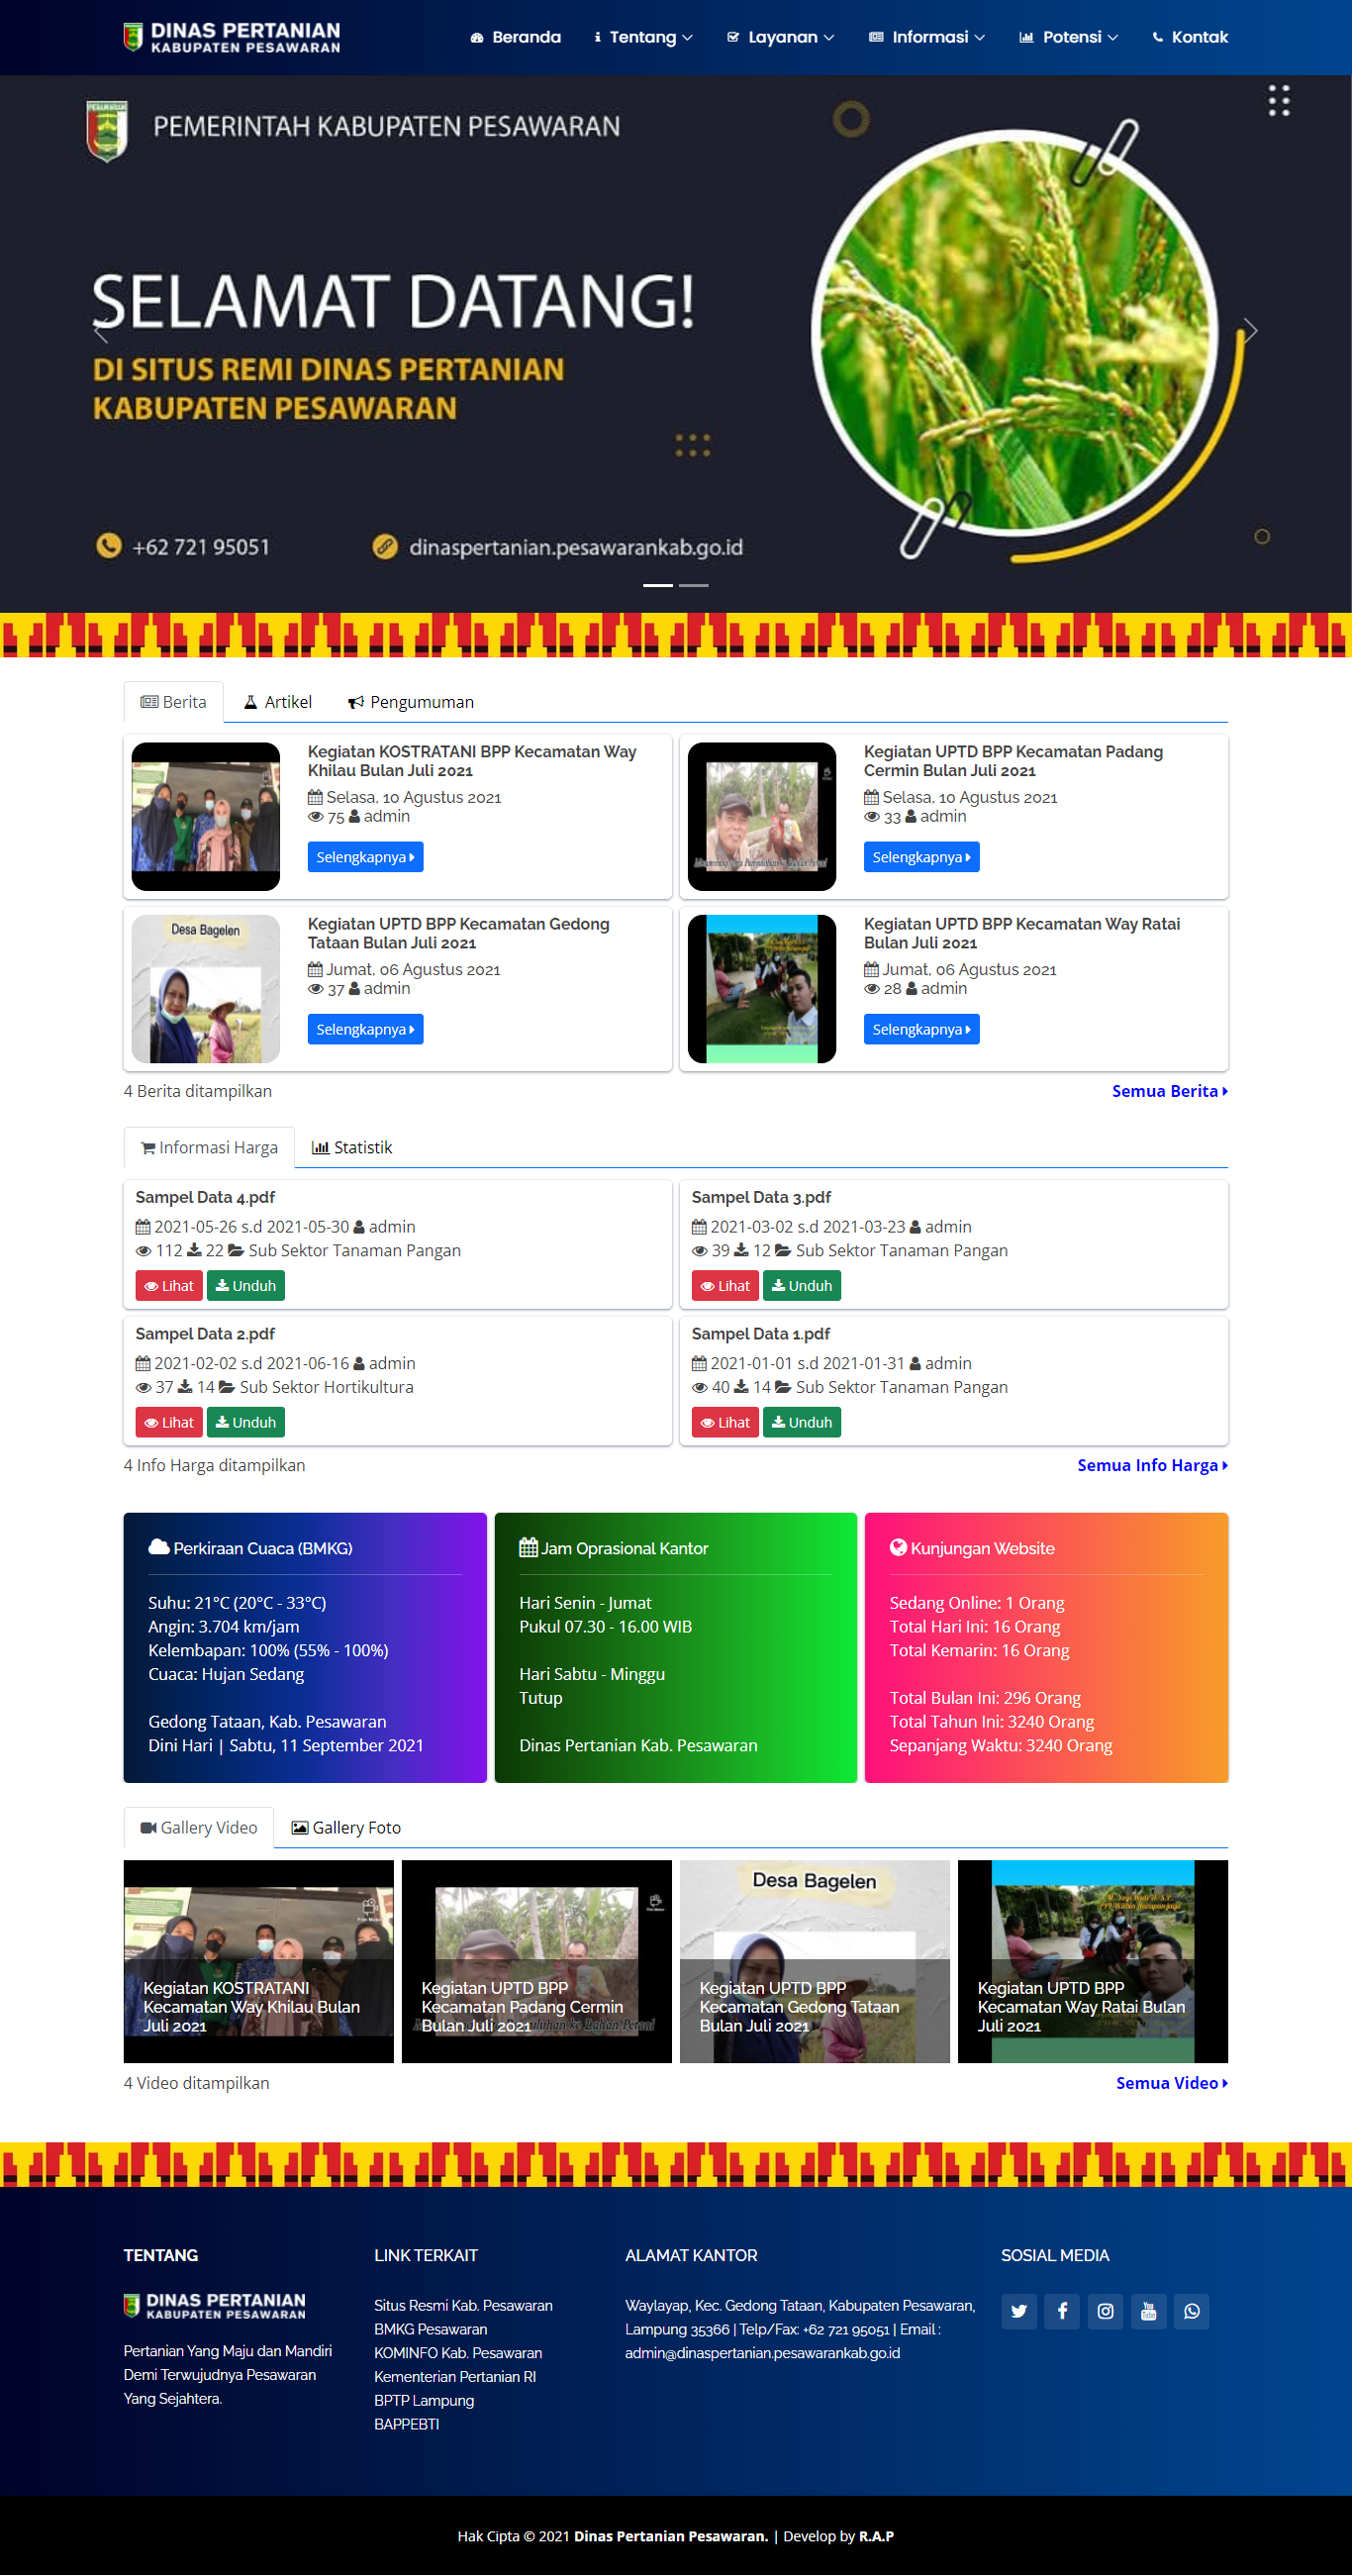 DINAS PERTANIAN
KABUPATEN PESAWARAN
Beranda
Tentang
Layanan
Informasi
Potensi
Kontak
PEMERINTAH KABUPATEN PESAWARAN
SELAMAT DATANG!
DI SITUS REMI DINAS PERTANIAN
KABUPATEN PESAWARAN
+62 721 95051
dinaspertanian.pesawarankab.go.id
Berita
Artikel
Pengumuman
Kegiatan KOSTRATANI BPP Kecamatan Way
Khilau Bulan Juli 2021
Selasa, 10 Agustus 2021
75 admin
Selengkapnya
Kegiatan UPTD BPP Kecamatan Padang
Cermin Bulan Juli 2021
Selasa, 10 Agustus 2021
33 admin
Selengkapnya
Desa Bagelen
Kegiatan UPTD BPP Kecamatan Gedong
Tataan Bulan Juli 2021
Jumat, 06 Agustus 2021
37 admin
Selengkapnya
Kegiatan UPTD BPP Kecamatan Way Ratai
Bulan Juli 2021
Jumat, 06 Agustus 2021
28 admin
Selengkapnya
4 Berita ditampilkan
Semua Berita
Informasi Harga
Statistik
Sampel Data 4.pdf
2021-05-26 s.d 2021-05-30 admin
112 22 Sub Sektor Tanaman Pangan
Lihat
Unduh
Sampel Data 3.pdf
2021-03-02 s.d 2021-03-23 admin
39 12 Sub Sektor Tanaman Pangan
Lihat
Unduh
Sampel Data 2.pdf
2021-02-02 s.d 2021-06-16 admin
37 14 Sub Sektor Hortikultura
Lihat
Unduh
Sampel Data 1.pdf
2021-01-01 s.d 2021-01-31 admin
40 14 Sub Sektor Tanaman Pangan
Lihat
Unduh
4 Info Harga ditampilkan
Semua Info Harga
Perkiraan Cuaca (BMKG)
Suhu: 21°C (20°C - 33°C)
Angin: 3.704 km/jam
Kelembapan: 100% (55% - 100%)
Cuaca: Hujan Sedang
Gedong Tataan, Kab. Pesawaran
Dini Hari | Sabtu, 11 September 2021
Jam Oprasional Kantor
Hari Senin - Jumat
Pukul 07.30 - 16.00 WIB
Hari Sabtu - Minggu
Tutup
Dinas Pertanian Kab. Pesawaran
Kunjungan Website
Sedang Online: 1 Orang
Total Hari Ini: 16 Orang
Total Kemarin: 16 Orang
Total Bulan Ini: 296 Orang
Total Tahun Ini: 3240 Orang
Sepanjang Waktu: 3240 Orang
Gallery Video
Gallery Foto
Kegiatan KOSTRATANI
Kecamatan Way Khilau Bulan
Juli 2021
Kegiatan UPTD BPP
Kecamatan Padang Cermin
Bulan Juli 2021
Desa Bagelen
Kegiatan UPTD BPP
Kecamatan Gedong Tataan
Bulan Juli 2021
Kegiatan UPTD BPP
Kecamatan Way Ratai Bulan
Juli 2021
4 Video ditampilkan
Semua Video
TENTANG
DINAS PERTANIAN
KABUPATEN PESAWARAN
Pertanian Yang Maju dan Mandiri
Demi Terwujudnya Pesawaran
Yang Sejahtera.
LINK TERKAIT
Situs Resmi Kab. Pesawaran
BMKG Pesawaran
KOMINFO Kab. Pesawaran
Kementerian Pertanian RI
BPTP Lampung
BAPPEBTI
ALAMAT KANTOR
Waylayap, Kec. Gedong Tataan, Kabupaten Pesawaran,
Lampung 35366 | Telp/Fax: +62 721 95051 | Email :
admin@dinaspertanian.pesawarankab.go.id
SOSIAL MEDIA
Hak Cipta © 2021 Dinas Pertanian Pesawaran. | Develop by R.A.P